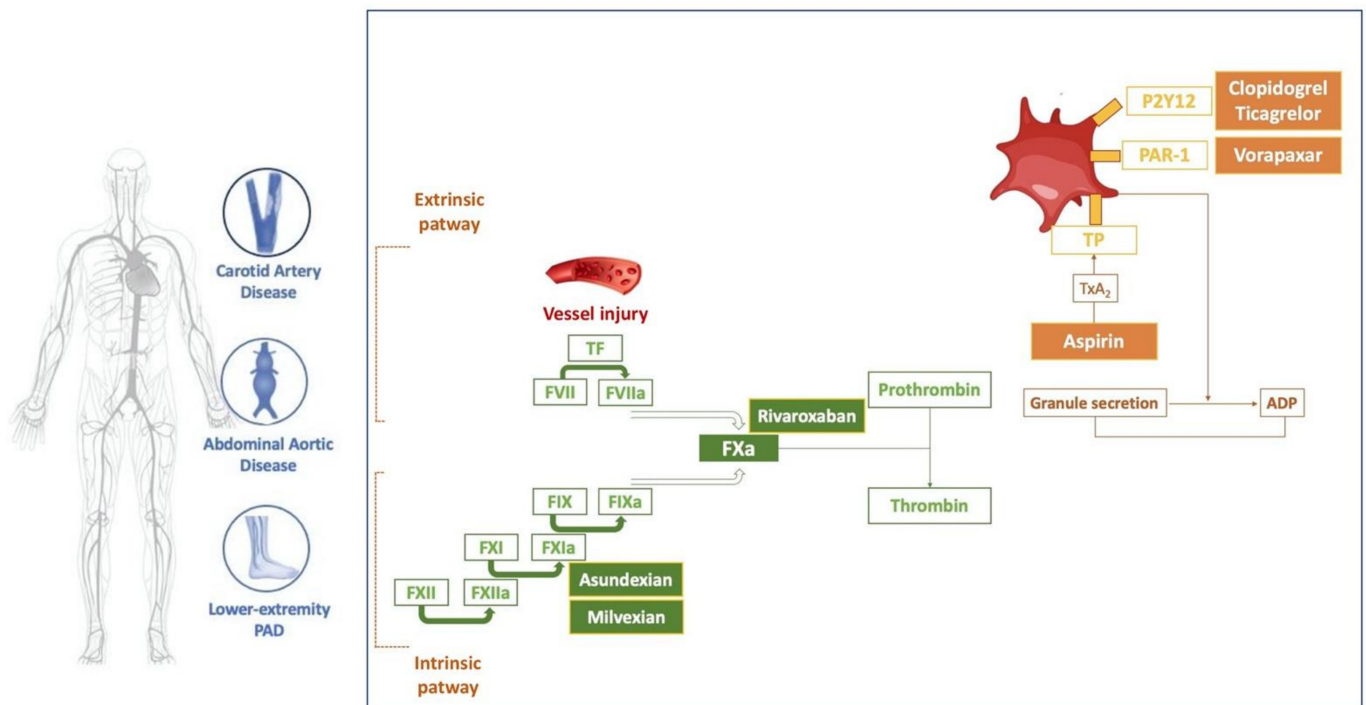 Carotid Artery
Disease
Abdominal Aortic
Disease
Lower-extremity
PAD
Extrinsic
patway
Vessel injury
TF
FVII
FVIIa
Rivaroxaban
FXa
Prothrombin
Thrombin
FIX
FIXa
FXI
FXIa
FXII
FXIIa
Asundexian
Milvexian
Intrinsic
patway
P2Y12
Clopidogrel
Ticagrelor
PAR-1
Vorapaxar
TP
TxA₂
Aspirin
Granule secretion
ADP